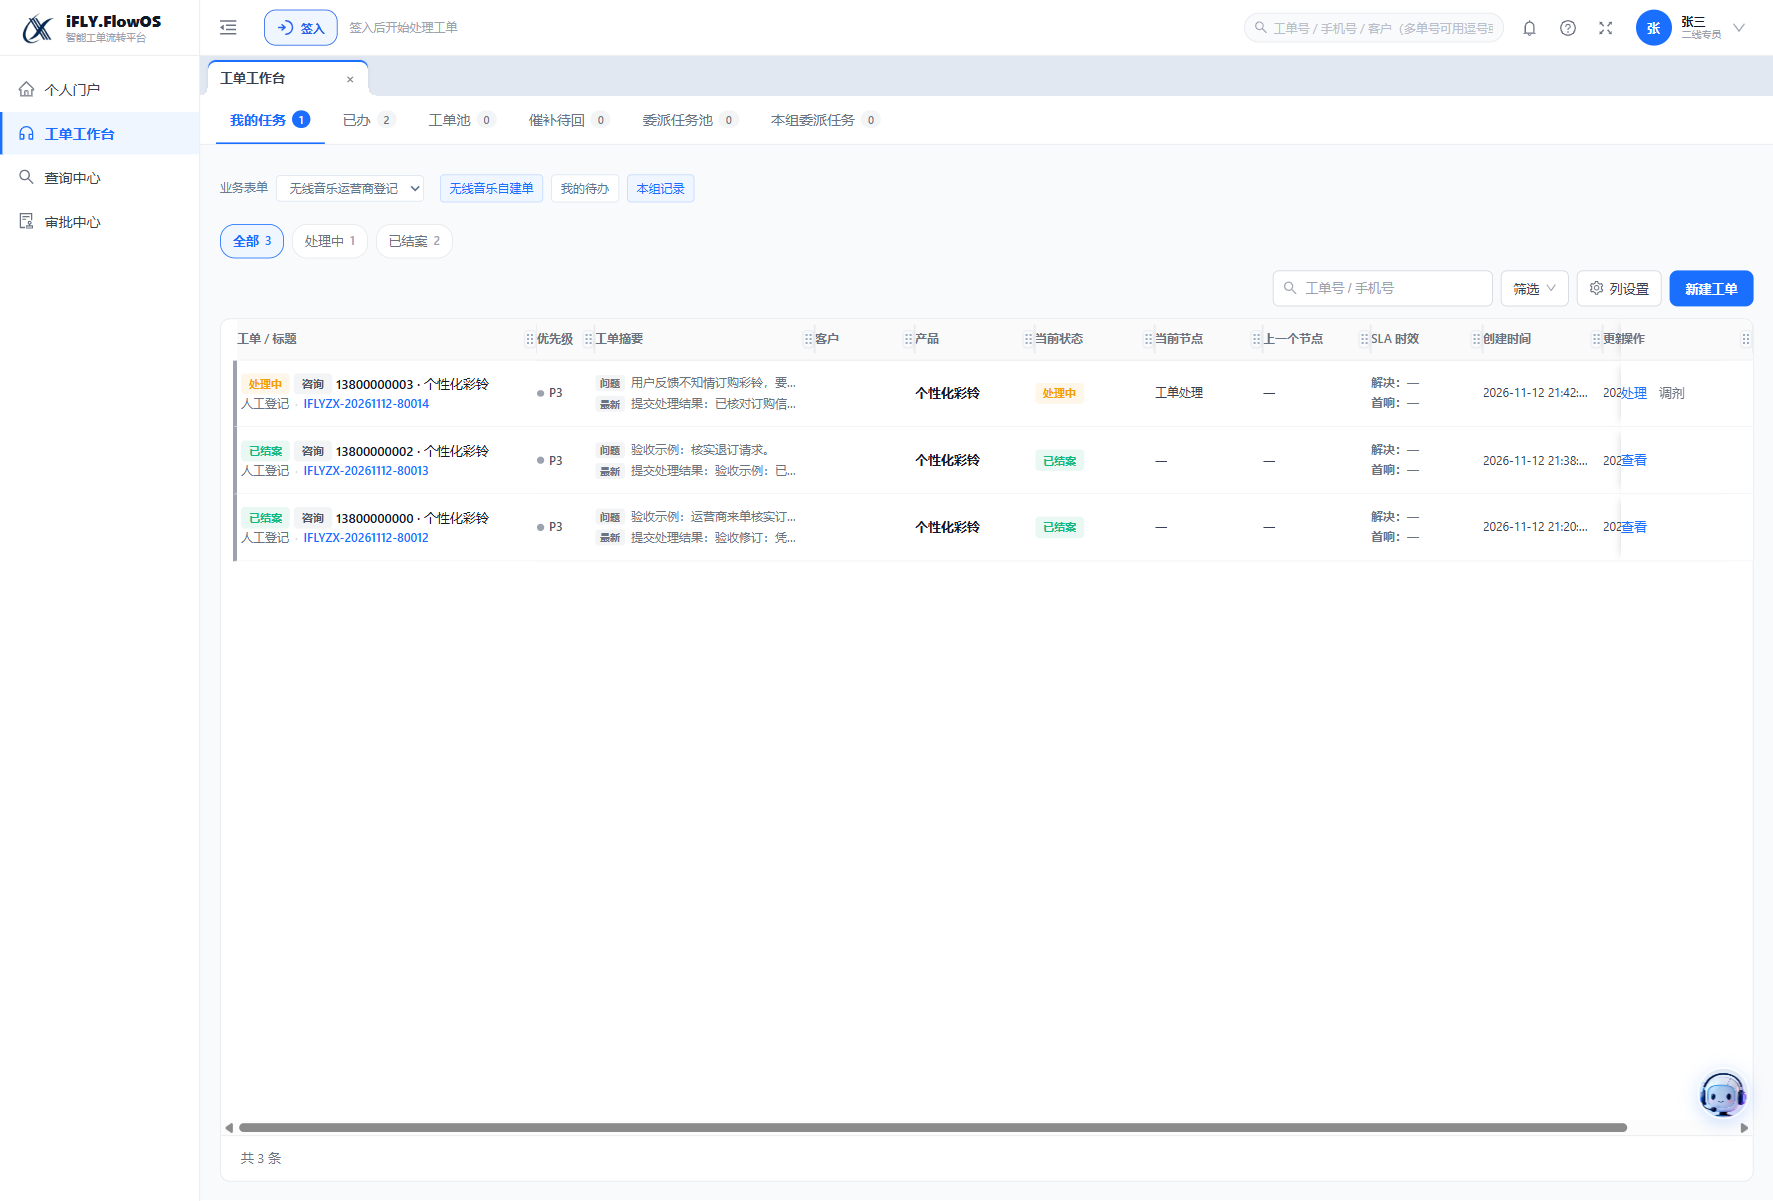 iFLY.FlowOS
智能工单流转平台
签入
签入后开始处理工单
工单号 / 手机号 / 客户（多单号可用逗号
张
张三
二线专员
个人门户
工单工作台
查询中心
审批中心
工单工作台 ×
我的任务 1
已办 2
工单池 0
催补待回 0
委派任务池 0
本组委派任务 0
业务表单 无线音乐运营商登记 无线音乐自建单 我的待办 本组记录
全部 3 处理中 1 已结案 2
工单号 / 手机号 筛选 列设置 新建工单
工单 / 标题 优先级 工单摘要 客户 产品 当前状态 当前节点 上一个节点 SLA 时效 创建时间 更新 操作
处理中 咨询 13800000003 · 个性化彩铃
人工登记 · IFLYZX-20261112-80014
P3
问题 用户反馈不知情订购彩铃，要...
最新 提交处理结果：已核对订购信...
个性化彩铃 处理中 工单处理 —
解决：—
首响：—
2026-11-12 21:42:... 202 处理 调剂
已结案 咨询 13800000002 · 个性化彩铃
人工登记 · IFLYZX-20261112-80013
P3
问题 验收示例：核实退订请求。
最新 提交处理结果：验收示例：已...
个性化彩铃 已结案 — —
解决：—
首响：—
2026-11-12 21:38:... 202 查看
已结案 咨询 13800000000 · 个性化彩铃
人工登记 · IFLYZX-20261112-80012
P3
问题 验收示例：运营商来单核实订...
最新 提交处理结果：验收修订：凭...
个性化彩铃 已结案 — —
解决：—
首响：—
2026-11-12 21:20:... 202 查看
共 3 条